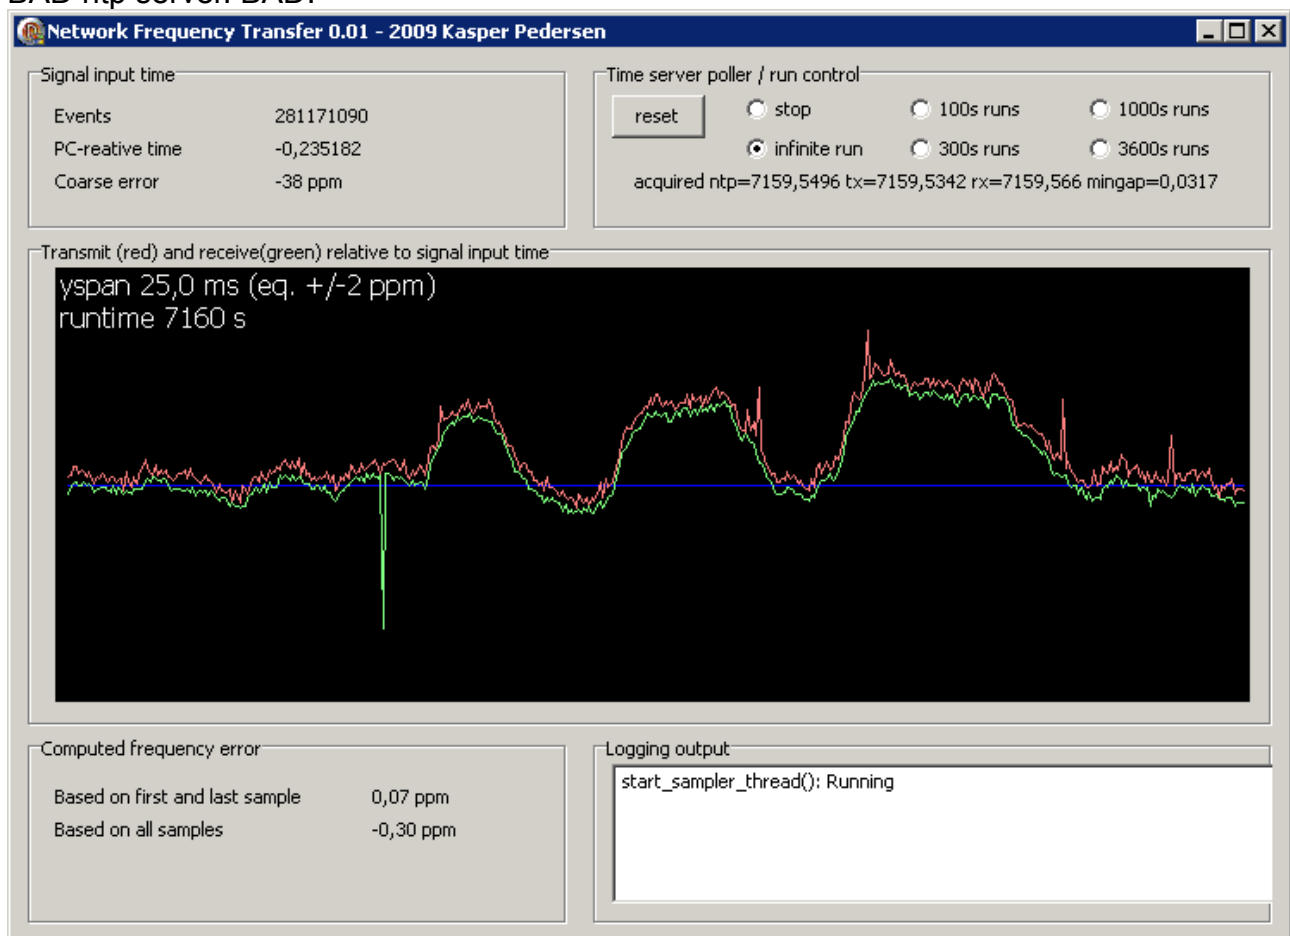 BAD ntp server. BAD!
Network Frequency Transfer 0.01 - 2009 Kasper Pedersen
Signal input time
Events 281171090
PC-reative time -0,235182
Coarse error -38 ppm
Time server poller / run control
reset stop 100s runs 1000s runs
infinite run 300s runs 3600s runs
acquired ntp=7159,5496 tx=7159,5342 rx=7159,566 mingap=0,0317
Transmit (red) and receive(green) relative to signal input time
yspan 25,0 ms (eq. +/-2 ppm)
runtime 7160 s
Computed frequency error
Based on first and last sample 0,07 ppm
Based on all samples -0,30 ppm
Logging output
start_sampler_thread(): Running